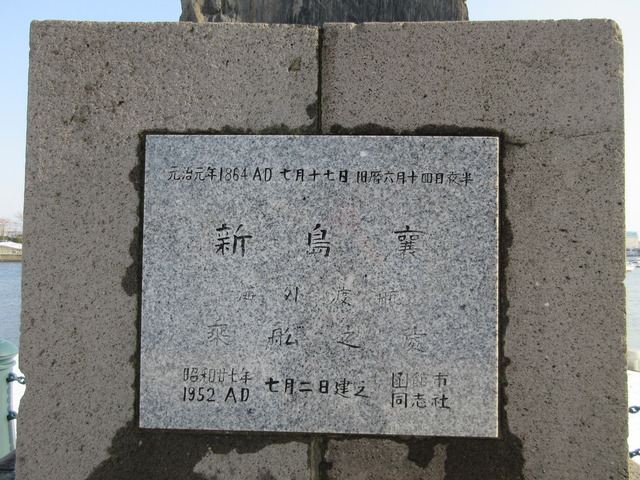 元治元年1864AD 七月十七日 旧暦六月十四日夜半
新島襄
海外渡航
乗船之處
昭和廿七年
1952 AD
七月二日建之
函館市
同志社